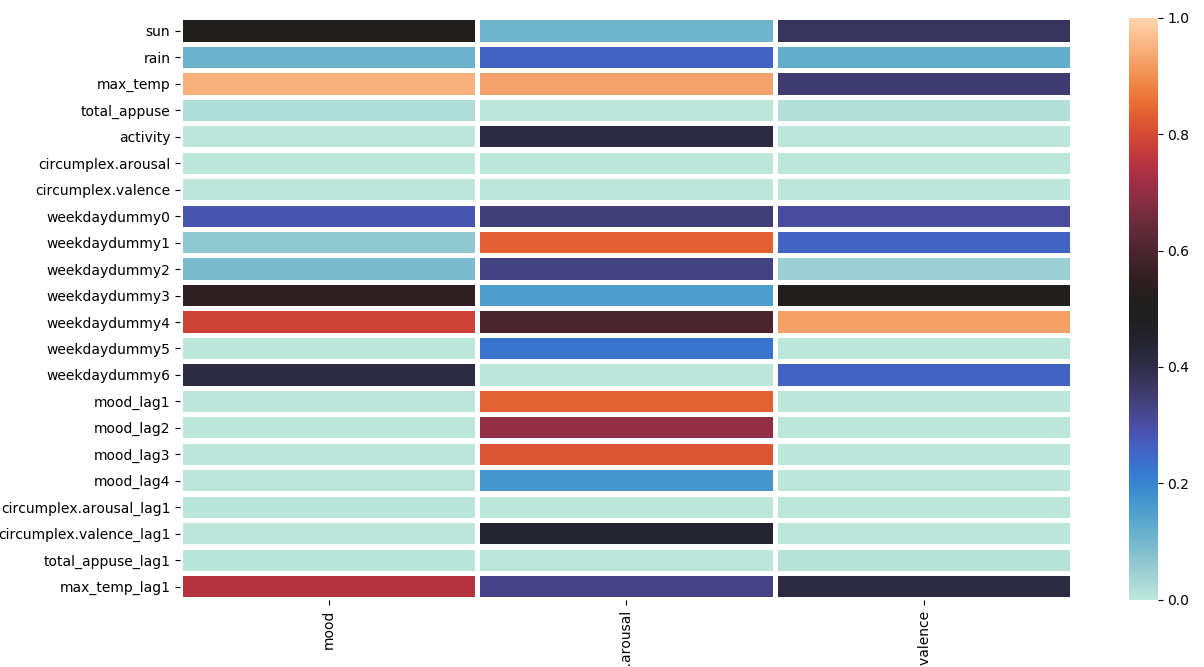 sun
rain
max_temp
total_appuse
activity
circumplex.arousal
circumplex.valence
weekdaydummy0
weekdaydummy1
weekdaydummy2
weekdaydummy3
weekdaydummy4
weekdaydummy5
weekdaydummy6
mood_lag1
mood_lag2
mood_lag3
mood_lag4
circumplex.arousal_lag1
circumplex.valence_lag1
total_appuse_lag1
max_temp_lag1
mood
.arousal
valence
1.0
0.8
0.6
0.4
0.2
0.0